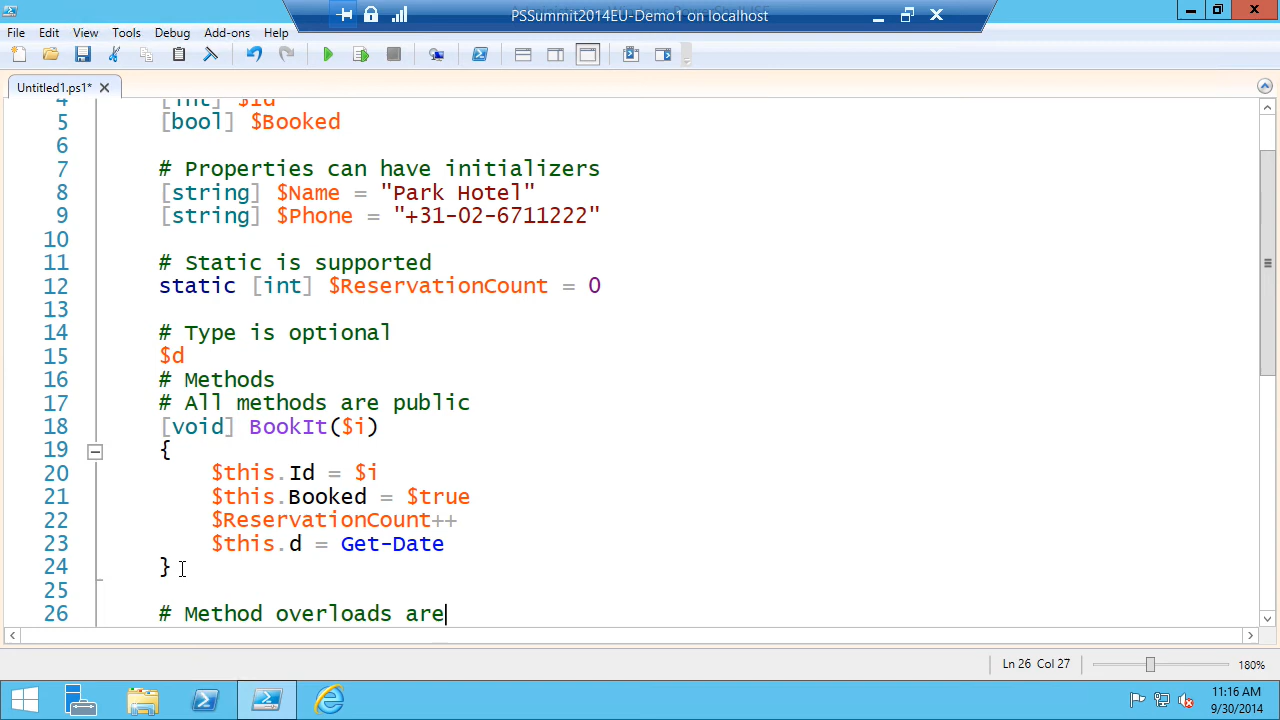 PSSummit2014EU-Demo1 on localhost
File Edit View Tools Debug Add-ons Help
Untitled1.ps1*
4 [int] $Id
5 [bool] $Booked
6
7 # Properties can have initializers
8 [string] $Name = "Park Hotel"
9 [string] $Phone = "+31-02-6711222"
10
11 # Static is supported
12 static [int] $ReservationCount = 0
13
14 # Type is optional
15 $d
16 # Methods
17 # All methods are public
18 [void] BookIt($i)
19 {
20 $this.Id = $i
21 $this.Booked = $true
22 $ReservationCount++
23 $this.d = Get-Date
24 }
25
26 # Method overloads are
Ln 26 Col 27 180%
11:16 AM
9/30/2014